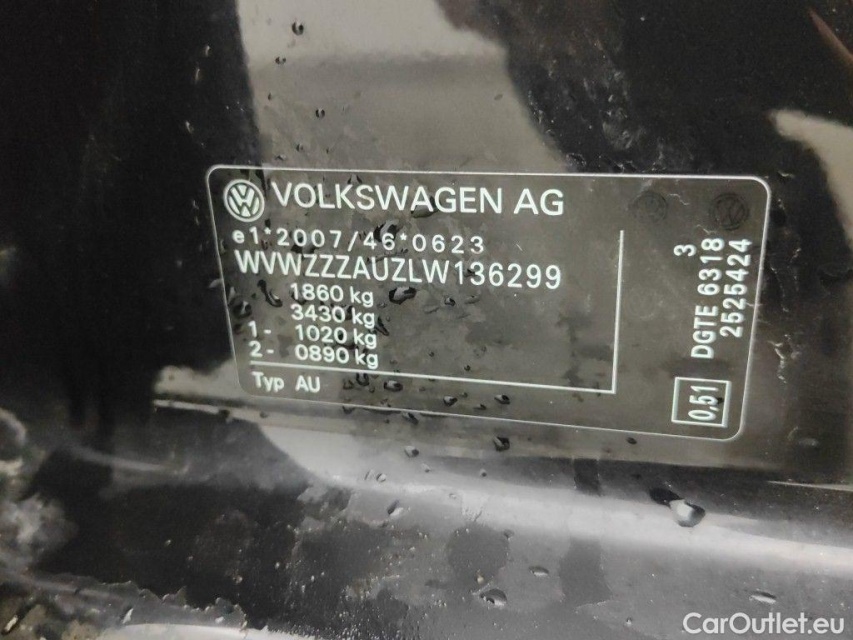 VOLKSWAGEN AG
e1*2007/46*0623
WVWZZZAUZLW136299
1860 kg
3430 kg
1- 1020 kg
2- 0890 kg
Typ AU
3
DGTE 6318
2525424
0,51
CarOutlet.eu